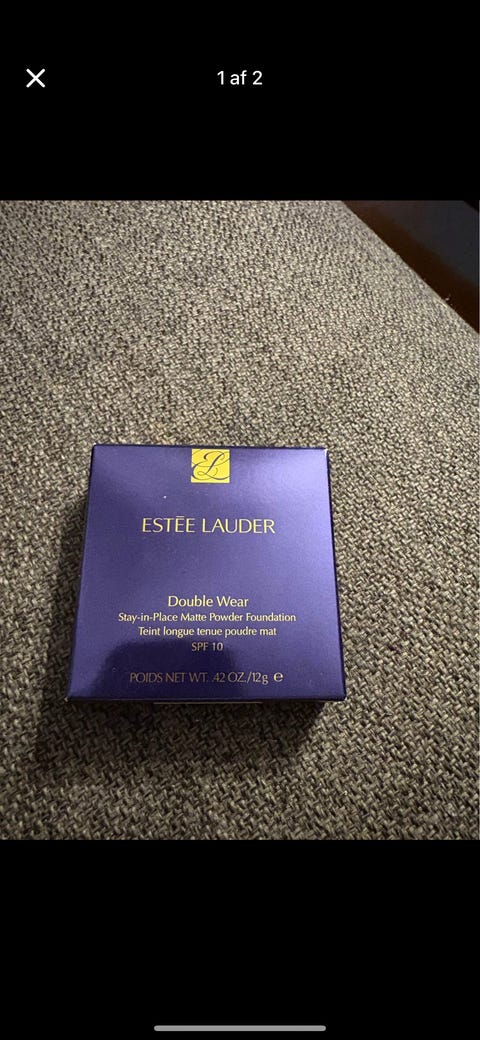 1 af 2
ESTĒE LAUDER
Double Wear
Stay-in-Place Matte Powder Foundation
Teint longue tenue poudre mat
SPF 10
POIDS NET WT. .42 OZ./12g ℮